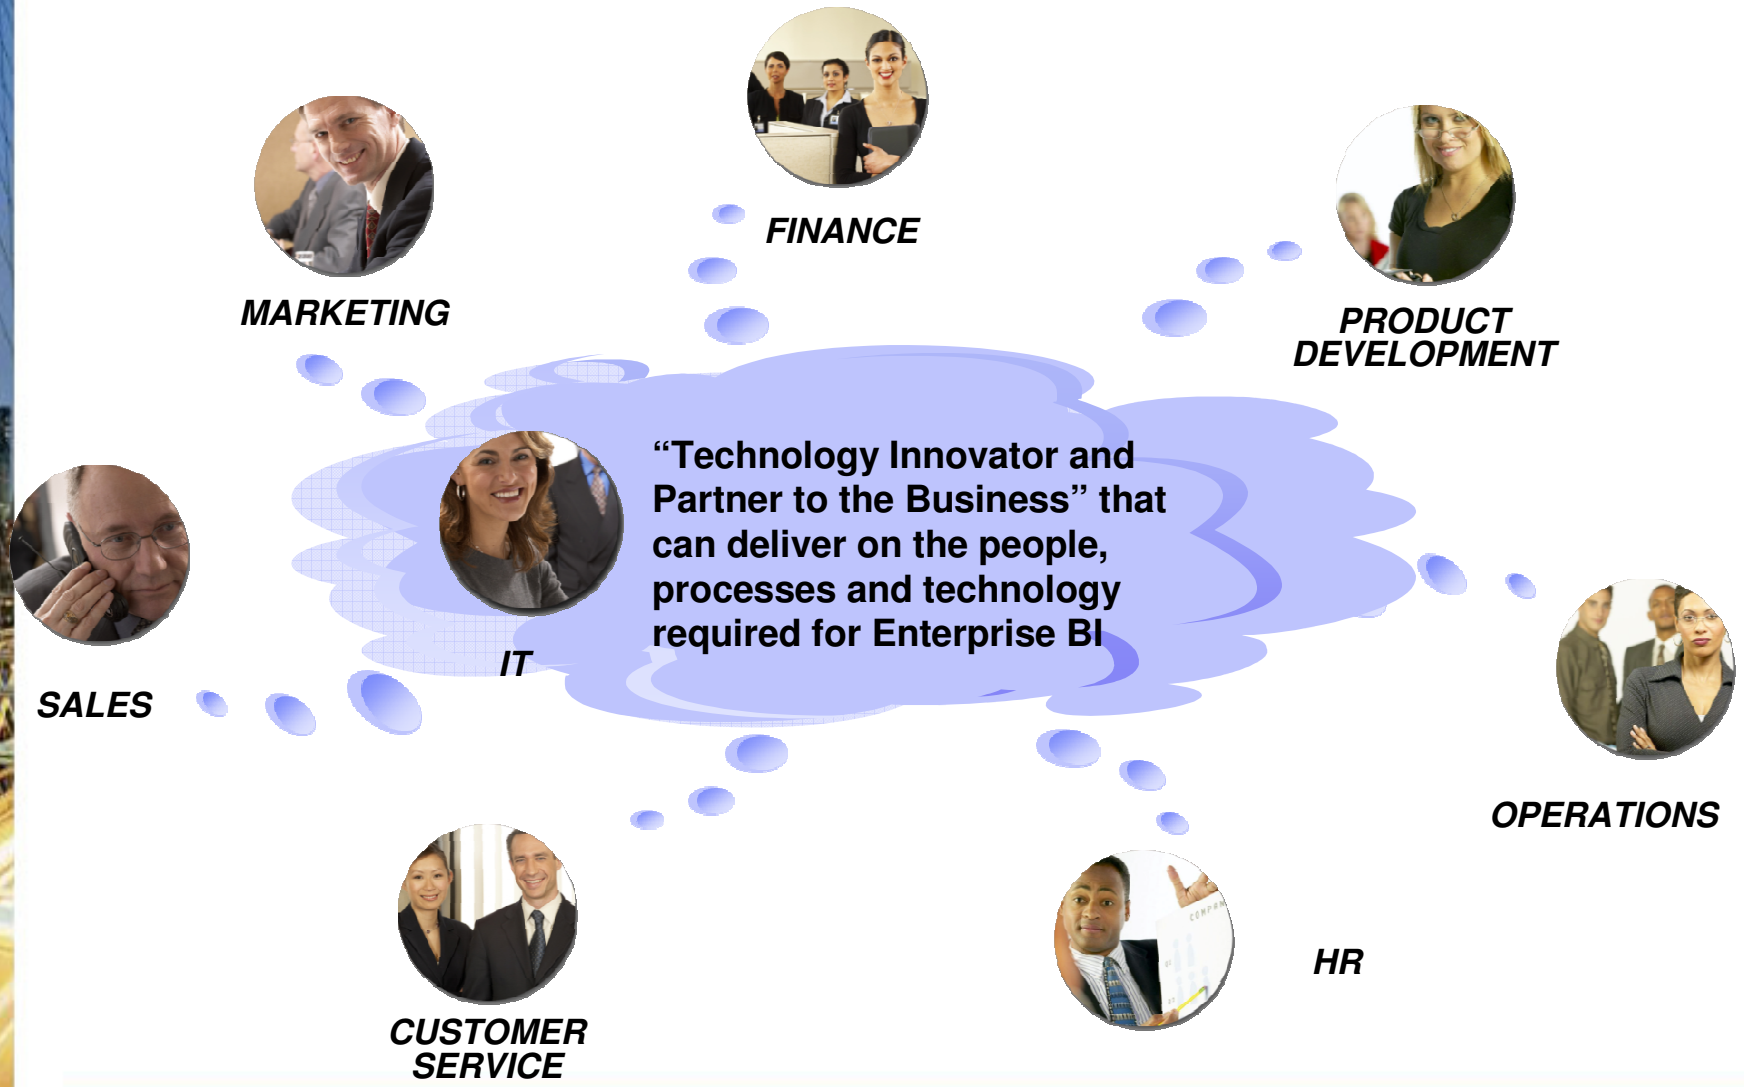 FINANCE
MARKETING
PRODUCT
DEVELOPMENT
“Technology Innovator and
Partner to the Business” that
can deliver on the people,
processes and technology
required for Enterprise BI
IT
SALES
OPERATIONS
COMPAN
HR
CUSTOMER
SERVICE